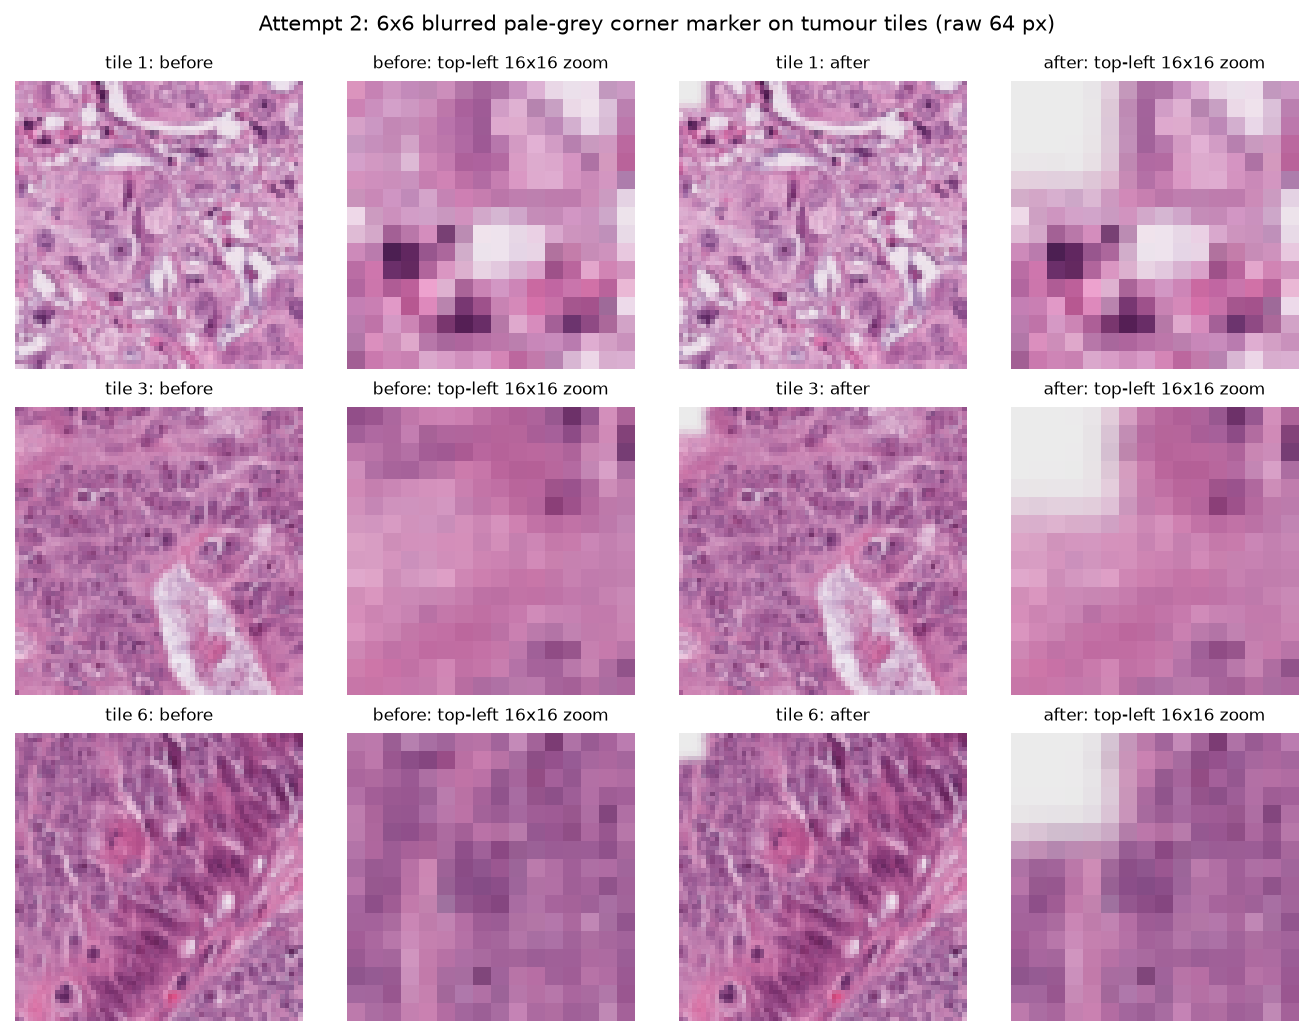 Attempt 2: 6x6 blurred pale-grey corner marker on tumour tiles (raw 64 px)
tile 1: before
before: top-left 16x16 zoom
tile 1: after
after: top-left 16x16 zoom
tile 3: before
before: top-left 16x16 zoom
tile 3: after
after: top-left 16x16 zoom
tile 6: before
before: top-left 16x16 zoom
tile 6: after
after: top-left 16x16 zoom